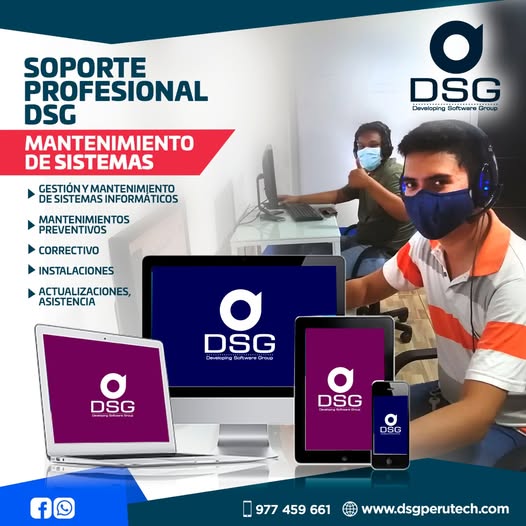 SOPORTE
PROFESIONAL
DSG
MANTENIMIENTO
DE SISTEMAS
GESTIÓN Y MANTENIMIENTO
DE SISTEMAS INFORMÁTICOS
MANTENIMIENTOS
PREVENTIVOS
CORRECTIVO
INSTALACIONES
ACTUALIZACIONES,
ASISTENCIA
DSG
Developing Software Group
DSG
Developing Software Group
DSG
Developing Software Group
DSG
Developing Software Group
DSG
977 459 661
www.dsgperutech.com